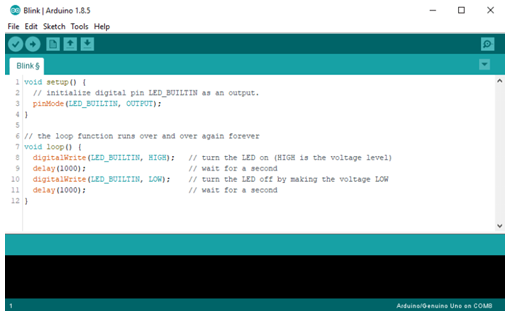 Blink | Arduino 1.8.5
File Edit Sketch Tools Help
Blink §
1 void setup() {
2 // initialize digital pin LED_BUILTIN as an output.
3 pinMode(LED_BUILTIN, OUTPUT);
4 }
5
6 // the loop function runs over and over again forever
7 void loop() {
8 digitalWrite(LED_BUILTIN, HIGH); // turn the LED on (HIGH is the voltage level)
9 delay(1000); // wait for a second
10 digitalWrite(LED_BUILTIN, LOW); // turn the LED off by making the voltage LOW
11 delay(1000); // wait for a second
12 }
1 Arduino/Genuino Uno on COM8